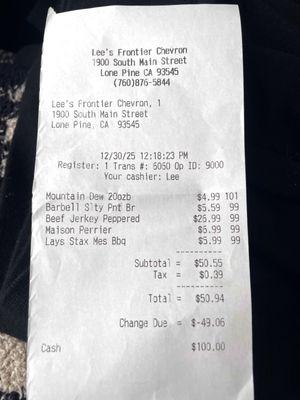 Lee's Frontier Chevron
1900 South Main Street
Lone Pine CA 93545
(760)876-5844
Lee's Frontier Chevron, 1
1900 South Main Street
Lone Pine, CA 93545
12/30/25 12:18:23 PM
Register: 1 Trans #: 6050 Op ID: 9000
Your cashier: Lee
Mountain Dew 20ozb $4.99 101
Barbell Slty Pnt Br $5.59 99
Beef Jerkey Peppered $26.99 99
Maison Perrier $6.99 99
Lays Stax Mes Bbq $5.99 99
----------
Subtotal = $50.55
Tax = $0.39
----------
Total = $50.94
Change Due = $-49.06
Cash $100.00